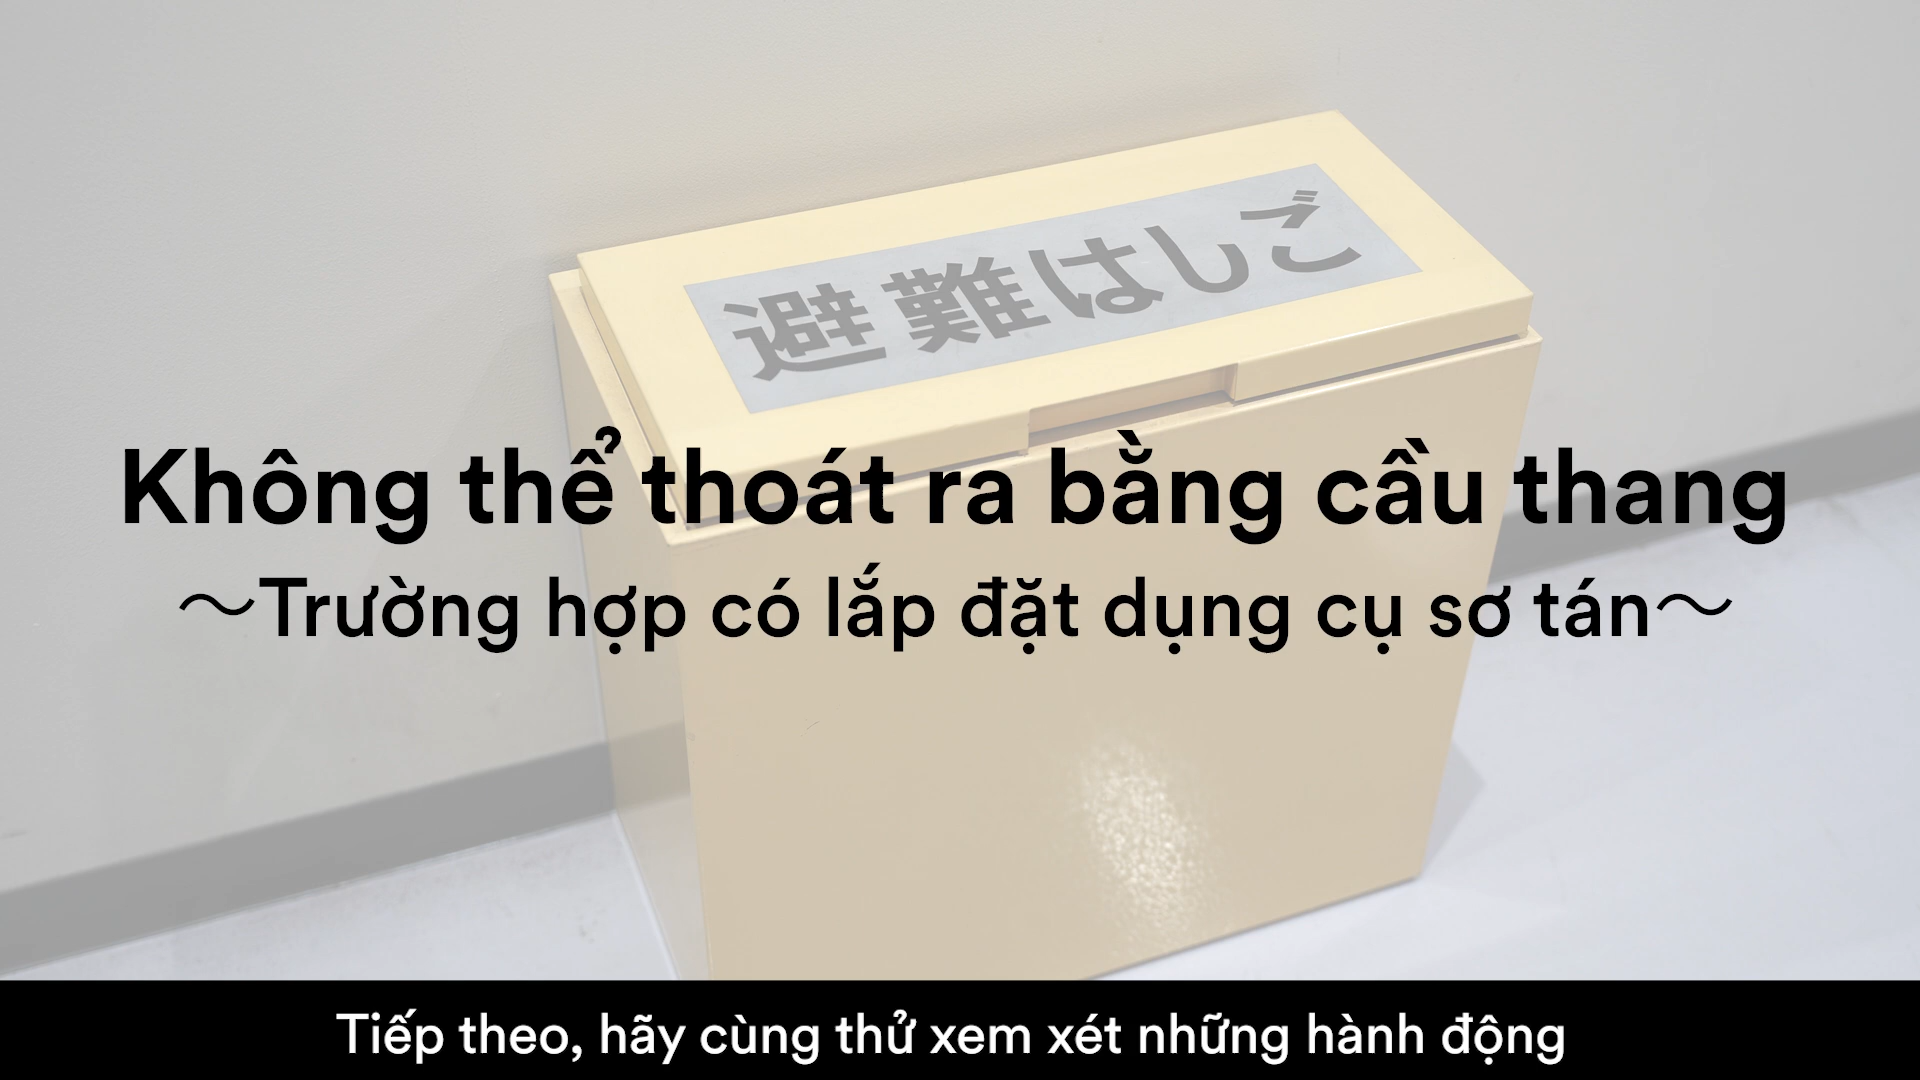 避難はしご
Không thể thoát ra bằng cầu thang
〜Trường hợp có lắp đặt dụng cụ sơ tán〜
Tiếp theo, hãy cùng thử xem xét những hành động